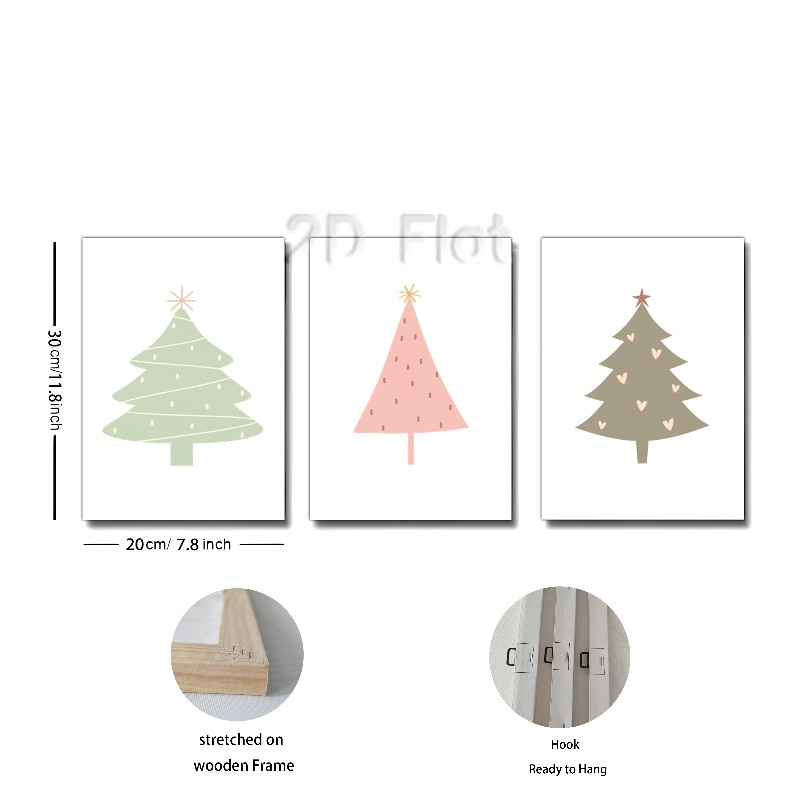 2D Flat
30cm/11.8inch
20cm/ 7.8 inch
stretched on
wooden Frame
Hook
Ready to Hang